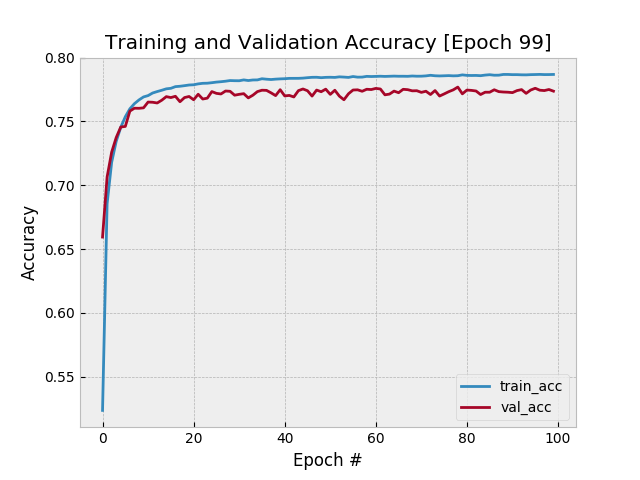 Training and Validation Accuracy [Epoch 99]
0.80
0.75
0.70
0.65
0.60
0.55
Accuracy
train_acc
val_acc
0 20 40 60 80 100
Epoch #